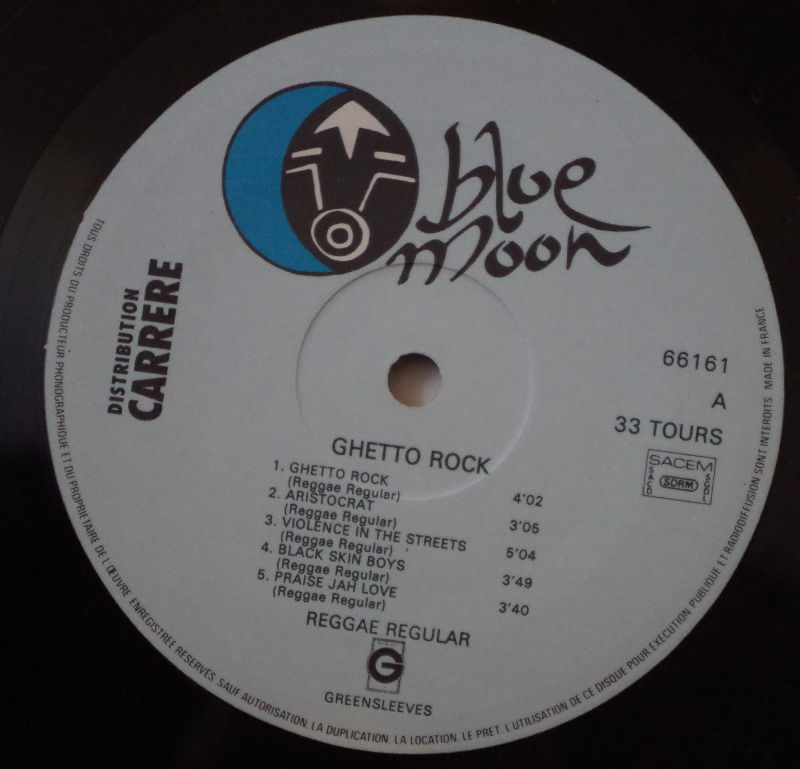 blue
moon
DISTRIBUTION
CARRERE
66161
A
33 TOURS
SACEM
SACD
SDRM
SGDL
GHETTO ROCK
1. GHETTO ROCK
(Reggae Regular) 4'02
2. ARISTOCRAT
(Reggae Regular) 3'05
3. VIOLENCE IN THE STREETS
(Reggae Regular) 5'04
4. BLACK SKIN BOYS
(Reggae Regular) 3'49
5. PRAISE JAH LOVE
(Reggae Regular) 3'40
REGGAE REGULAR
G
GREENSLEEVES
TOUS DROITS DU PRODUCTEUR PHONOGRAPHIQUE ET DU PROPRIETAIRE DE L'ŒUVRE ENREGISTREE RESERVES SAUF AUTORISATION. LA DUPLICATION. LA LOCATION. LE PRET. L'UTILISATION DE CE DISQUE POUR EXECUTION PUBLIQUE ET RADIODIFFUSION SONT INTERDITS MADE IN FRANCE